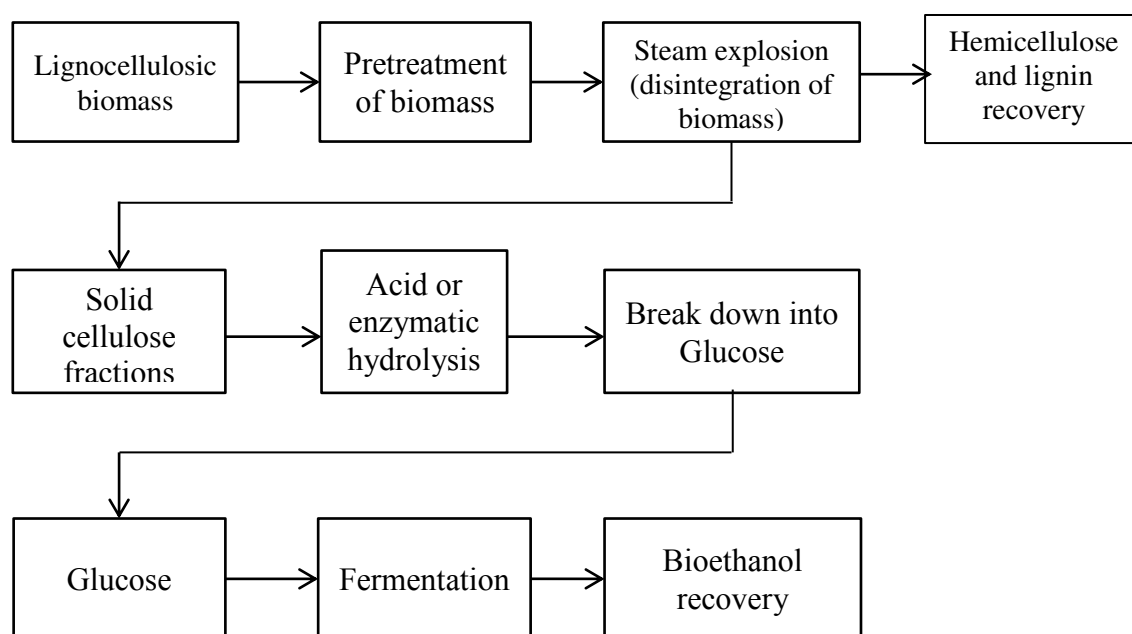 Lignocellulosic
biomass
Pretreatment
of biomass
Steam explosion
(disintegration of
biomass)
Hemicellulose
and lignin
recovery
Solid
cellulose
fractions
Acid or
enzymatic
hydrolysis
Break down into
Glucose
Glucose
Fermentation
Bioethanol
recovery